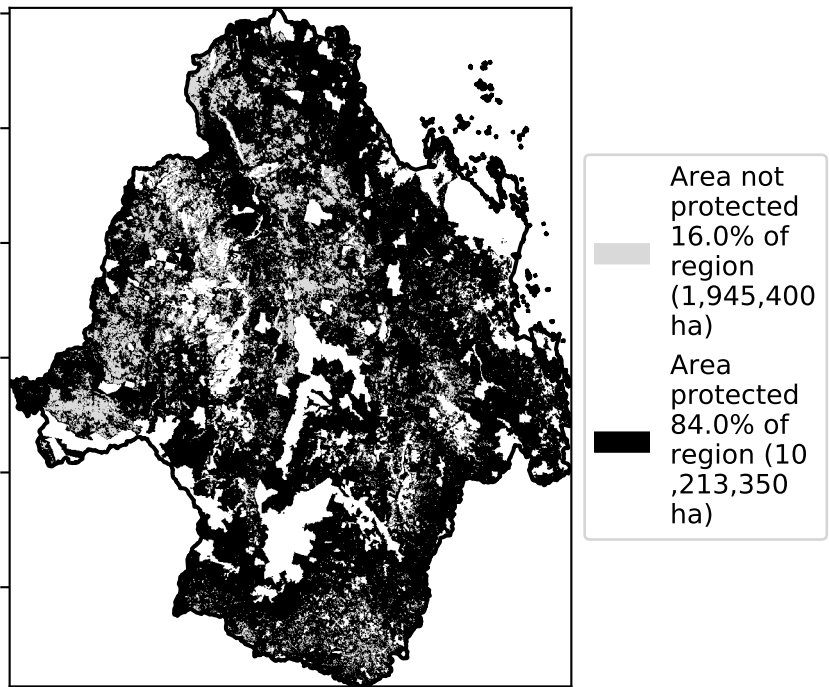 Area not
protected
16.0% of
region
(1,945,400
ha)
Area
protected
84.0% of
region (10
,213,350
ha)